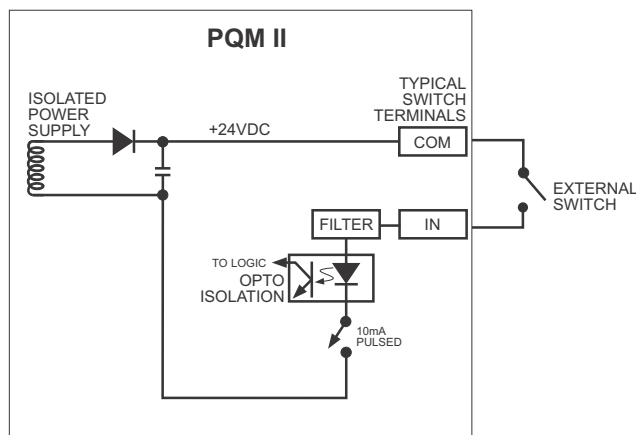 PQM II
ISOLATED
POWER
SUPPLY
+24VDC
TYPICAL
SWITCH
TERMINALS
COM
EXTERNAL
SWITCH
FILTER
IN
TO LOGIC
OPTO
ISOLATION
10mA
PULSED